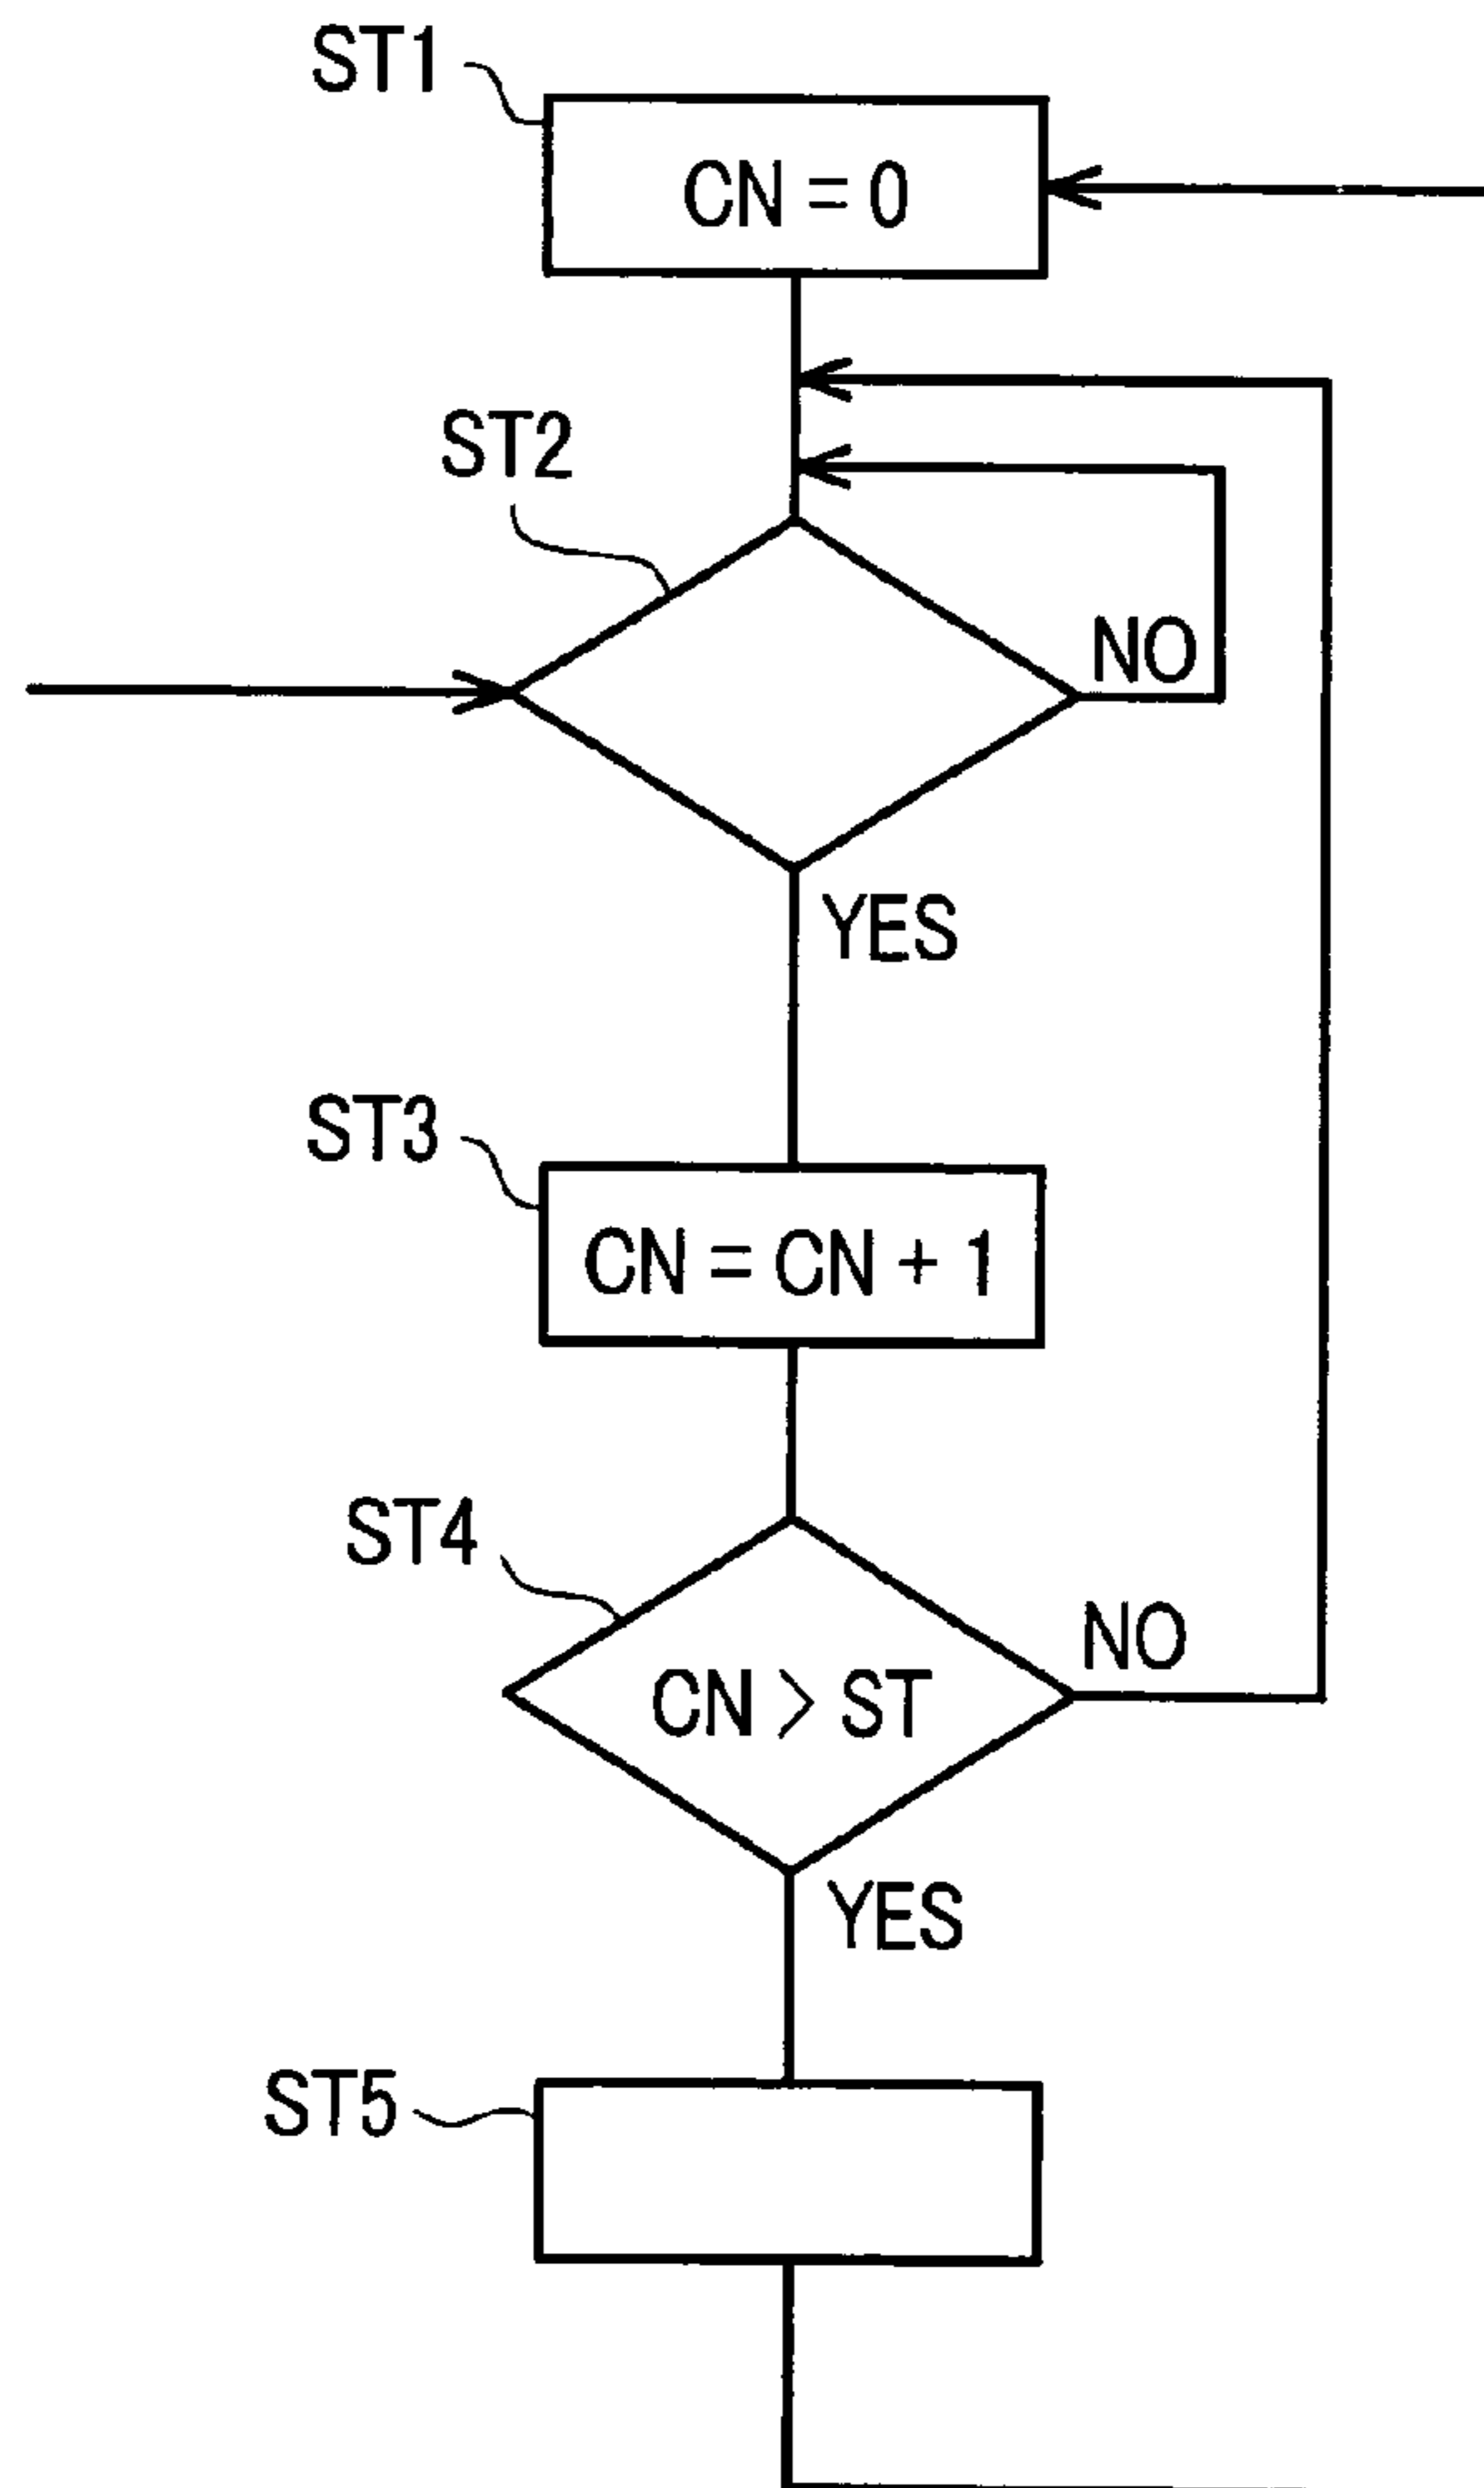 ST1
CN = 0
ST2
NO
YES
ST3
CN = CN + 1
ST4
NO
CN > ST
YES
ST5